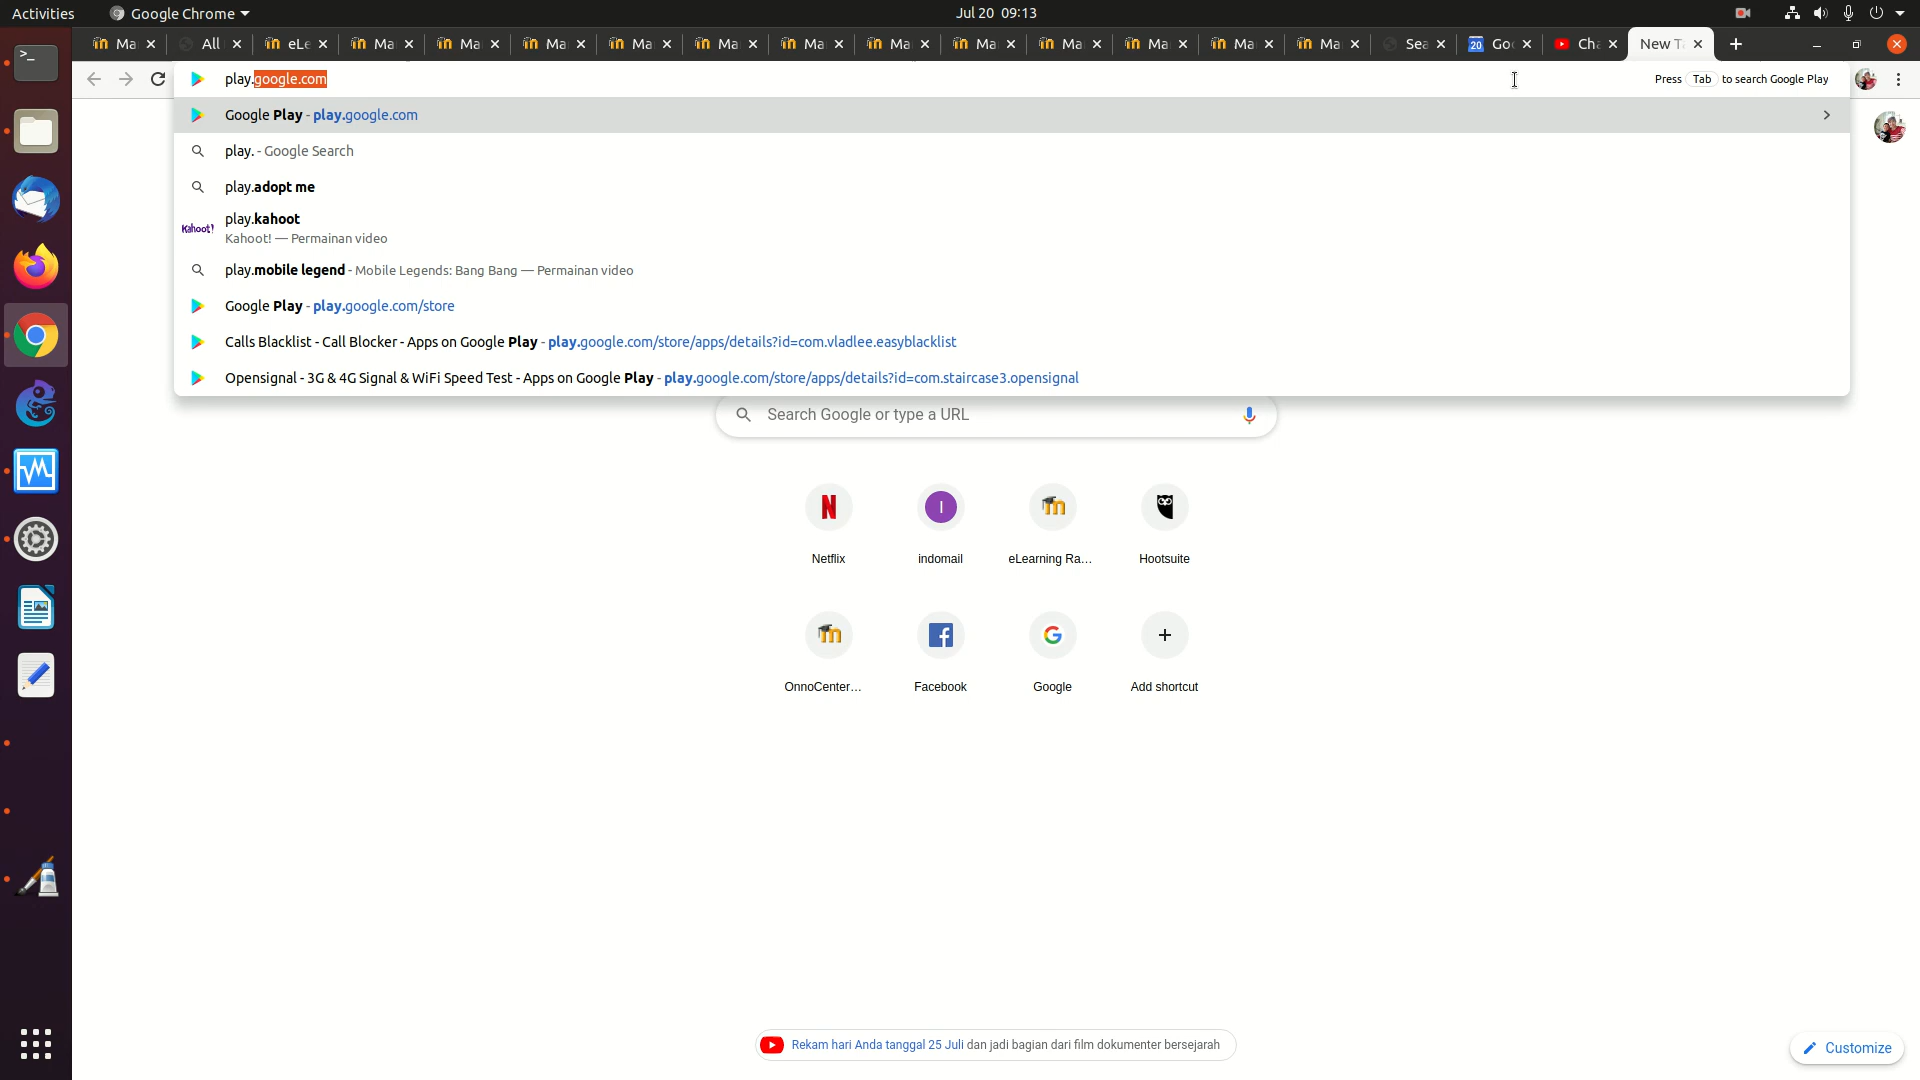 Activities
Google Chrome
Jul 20 09:13
Ma
All
eLe
Ma
Ma
Ma
Ma
Ma
Ma
Ma
Ma
Ma
Ma
Ma
Ma
Sea
20
Goo
Cha
New T
play.google.com
Press Tab to search Google Play
Google Play - play.google.com
play. - Google Search
play.adopt me
Kahoot!
play.kahoot
Kahoot! — Permainan video
play.mobile legend - Mobile Legends: Bang Bang — Permainan video
Google Play - play.google.com/store
Calls Blacklist - Call Blocker - Apps on Google Play - play.google.com/store/apps/details?id=com.vladlee.easyblacklist
Opensignal - 3G & 4G Signal & WiFi Speed Test - Apps on Google Play - play.google.com/store/apps/details?id=com.staircase3.opensignal
Search Google or type a URL
N
I
Netflix
indomail
eLearning Ra...
Hootsuite
OnnoCenter...
Facebook
Google
Add shortcut
Rekam hari Anda tanggal 25 Juli dan jadi bagian dari film dokumenter bersejarah
Customize